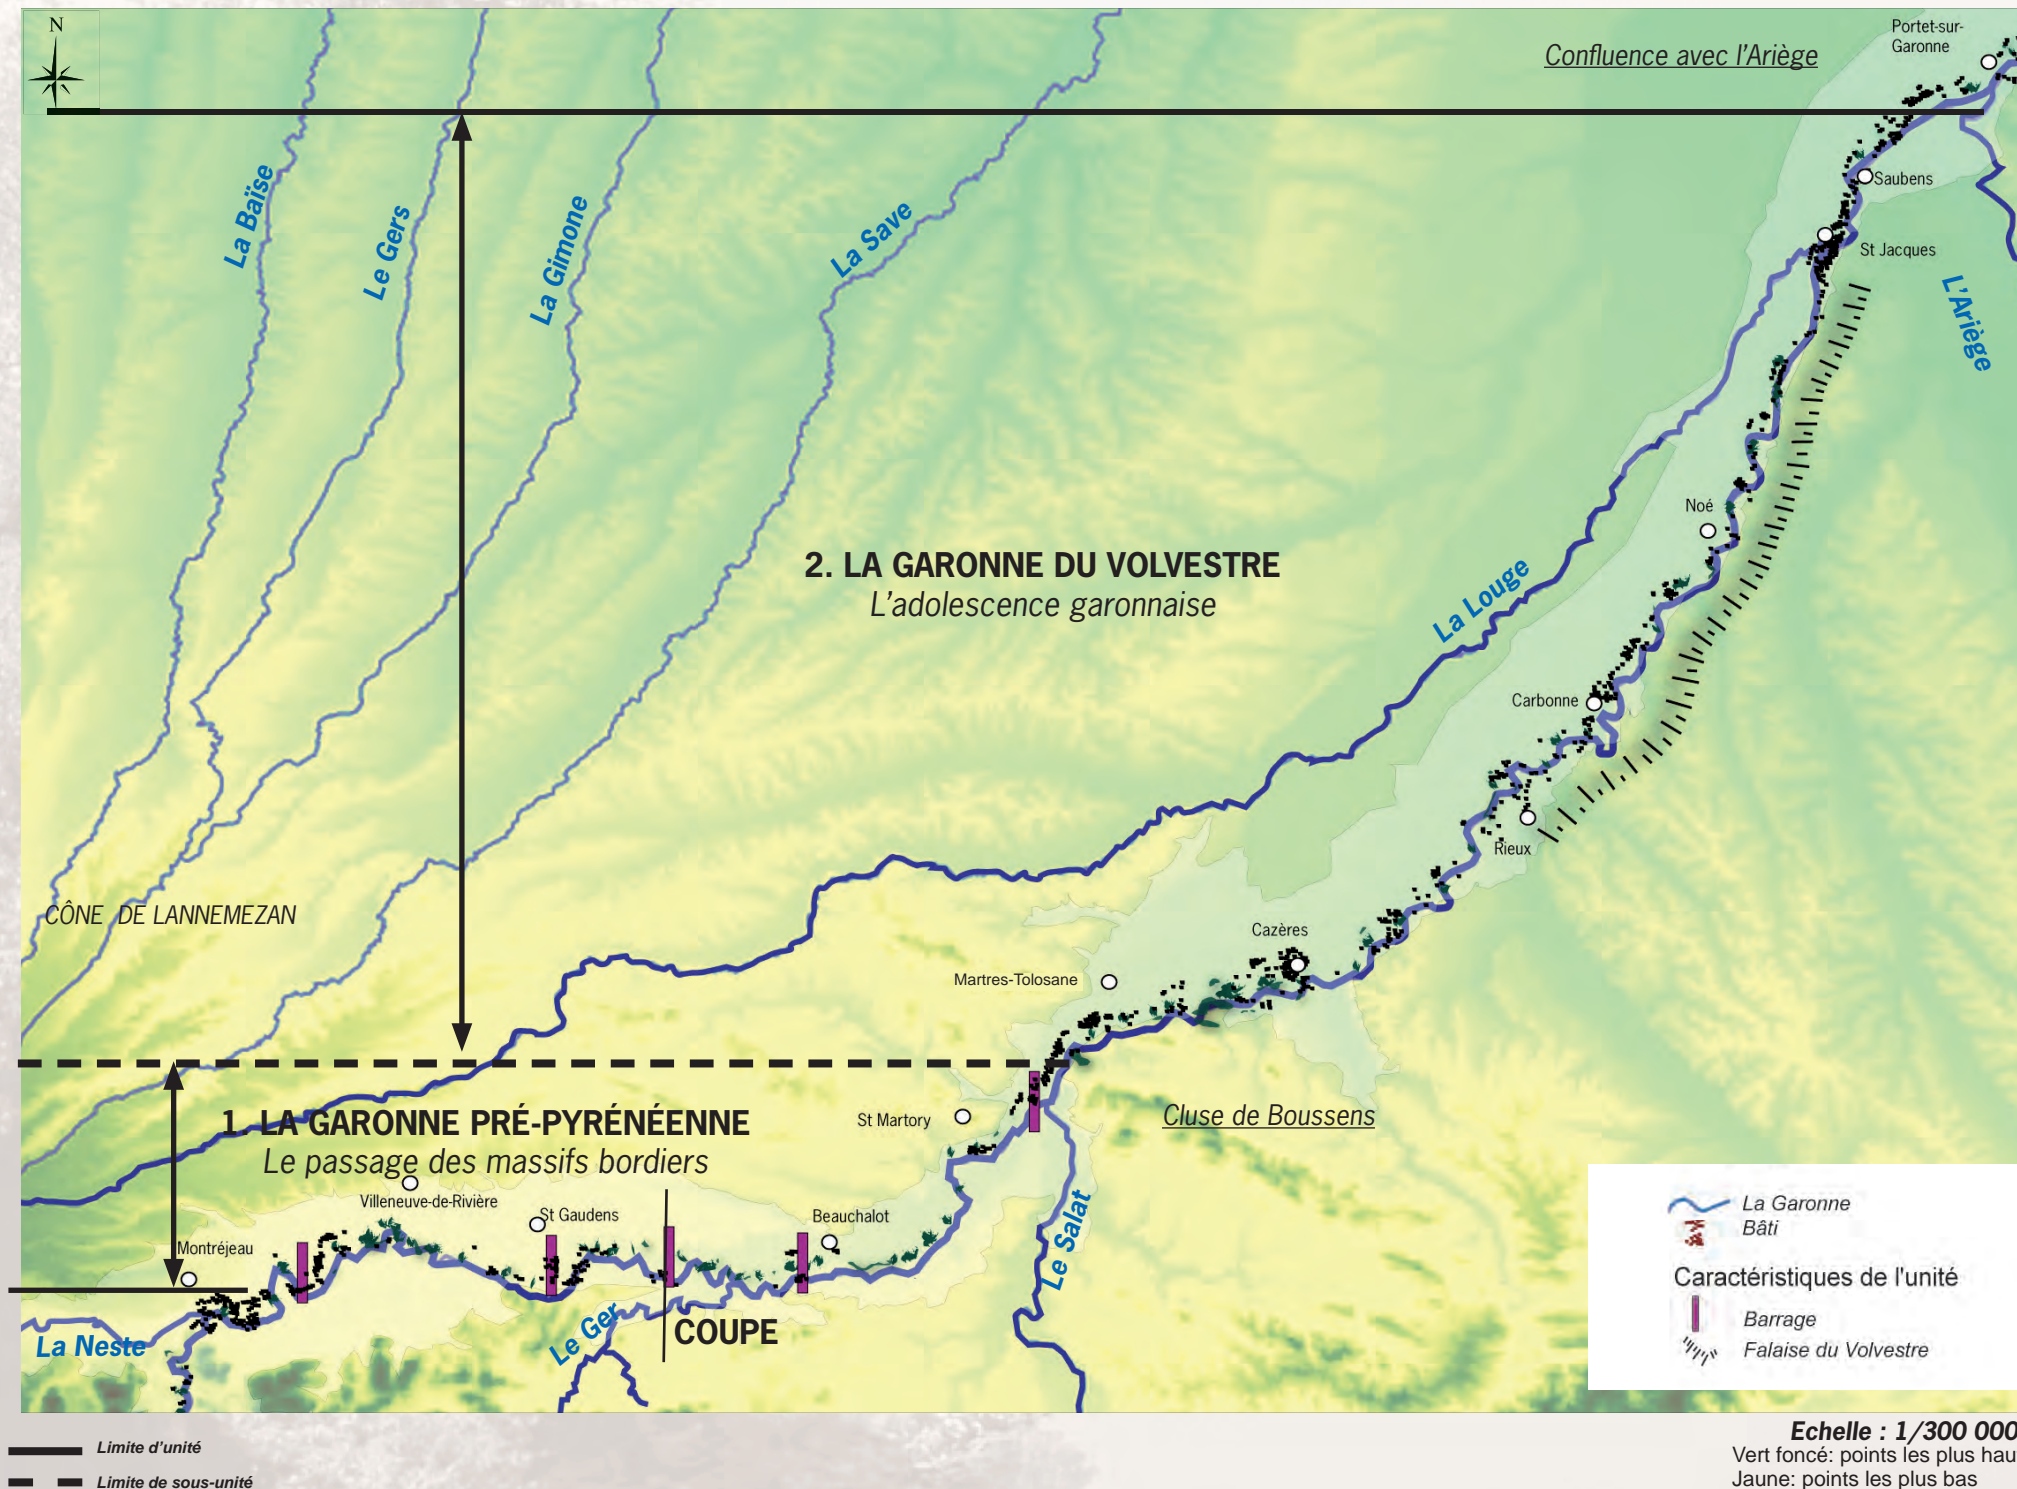 N
Confluence avec l'Ariège
Portet-sur-
Garonne
Saubens
St Jacques
L'Ariège
La Baïse
Le Gers
La Gimone
La Save
2. LA GARONNE DU VOLVESTRE
L'adolescence garonnaise
La Louge
Noé
Carbonne
Rieux
CÔNE DE LANNEMEZAN
Cazères
Martres-Tolosane
1. LA GARONNE PRÉ-PYRÉNÉENNE
Le passage des massifs bordiers
St Martory
Cluse de Boussens
Villeneuve-de-Rivière
St Gaudens
Beauchalot
Montréjeau
Le Salat
La Neste
Le Ger
COUPE
La Garonne
Bâti
Caractéristiques de l'unité
Barrage
Falaise du Volvestre
Echelle : 1/300 000
Vert foncé: points les plus hau
Jaune: points les plus bas
Limite d'unité
Limite de sous-unité